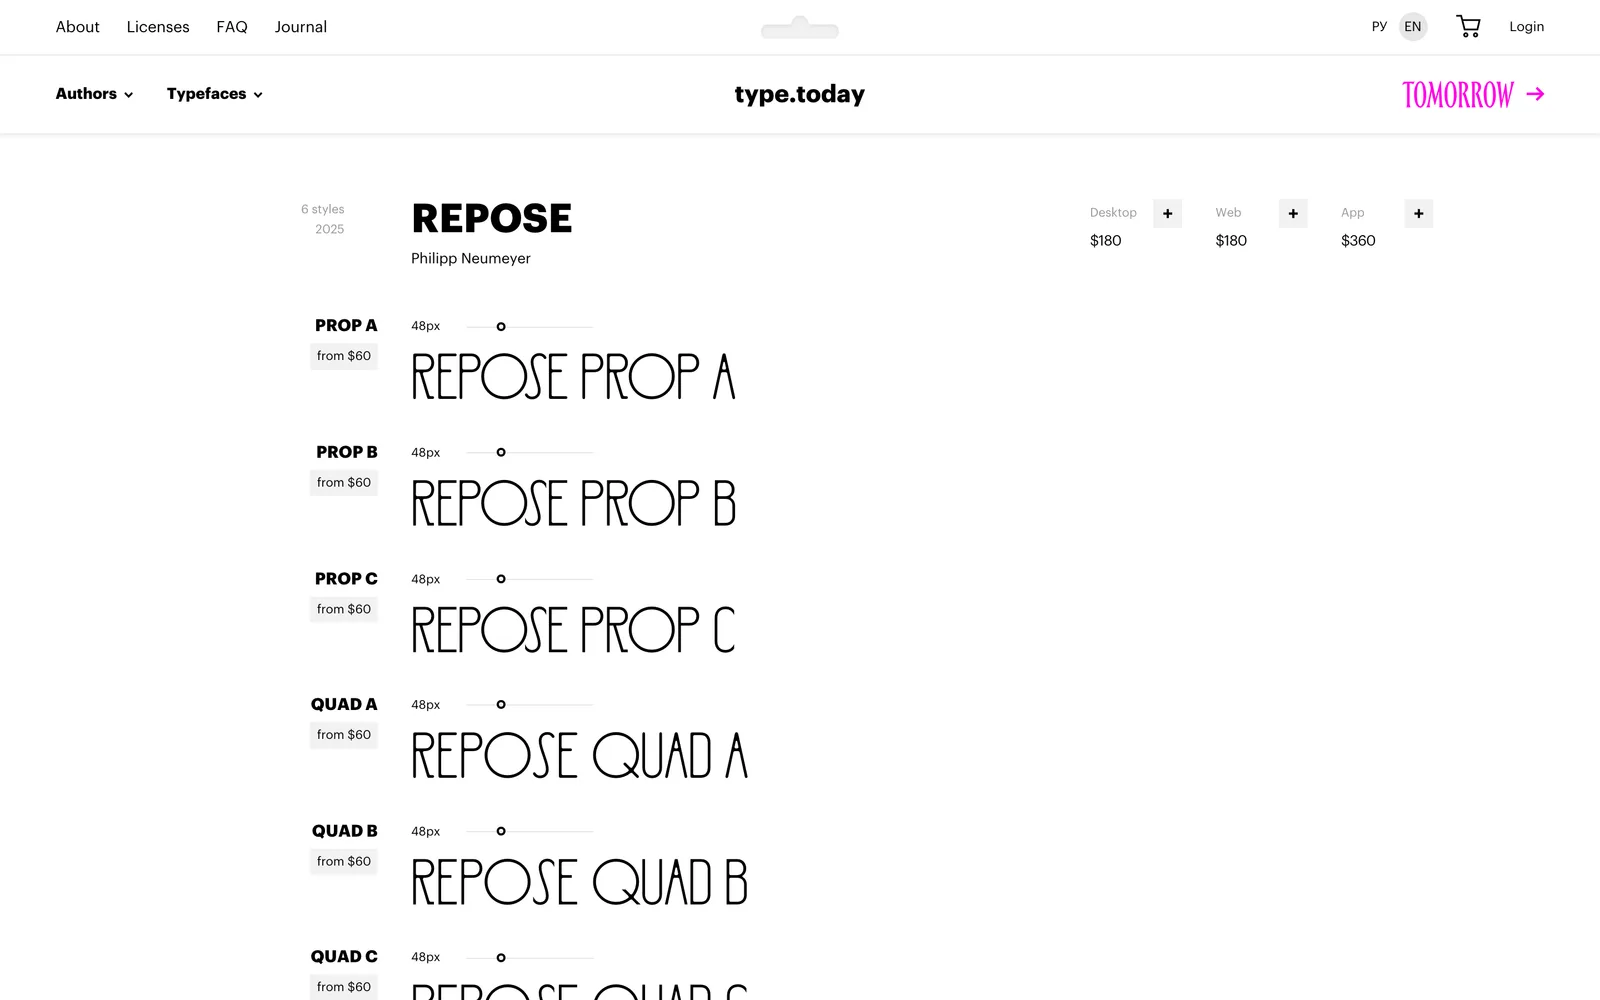 About Licenses FAQ Journal
РУ EN Login
Authors Typefaces
type.today
TOMORROW →
6 styles
2025
REPOSE
Philipp Neumeyer
Desktop
$180
+
Web
$180
+
App
$360
+
PROP A
from $60
48px
REPOSE PROP A
PROP B
from $60
48px
REPOSE PROP B
PROP C
from $60
48px
REPOSE PROP C
QUAD A
from $60
48px
REPOSE QUAD A
QUAD B
from $60
48px
REPOSE QUAD B
QUAD C
from $60
48px
REPOSE QUAD C